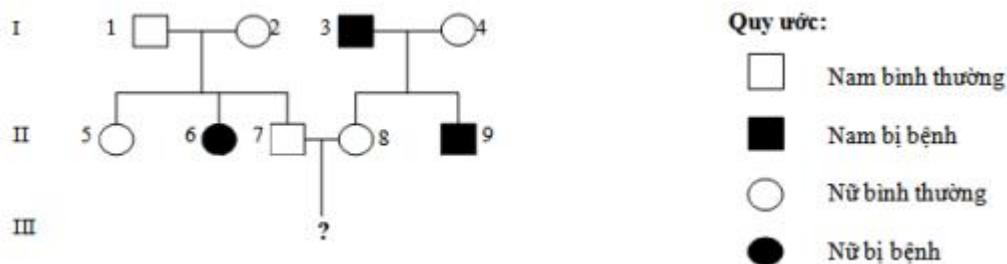 I 1 2 3 4
Quy ước:
Nam bình thường
II 5 6 7 8 9
Nam bị bệnh
Nữ bình thường
III ?
Nữ bị bệnh